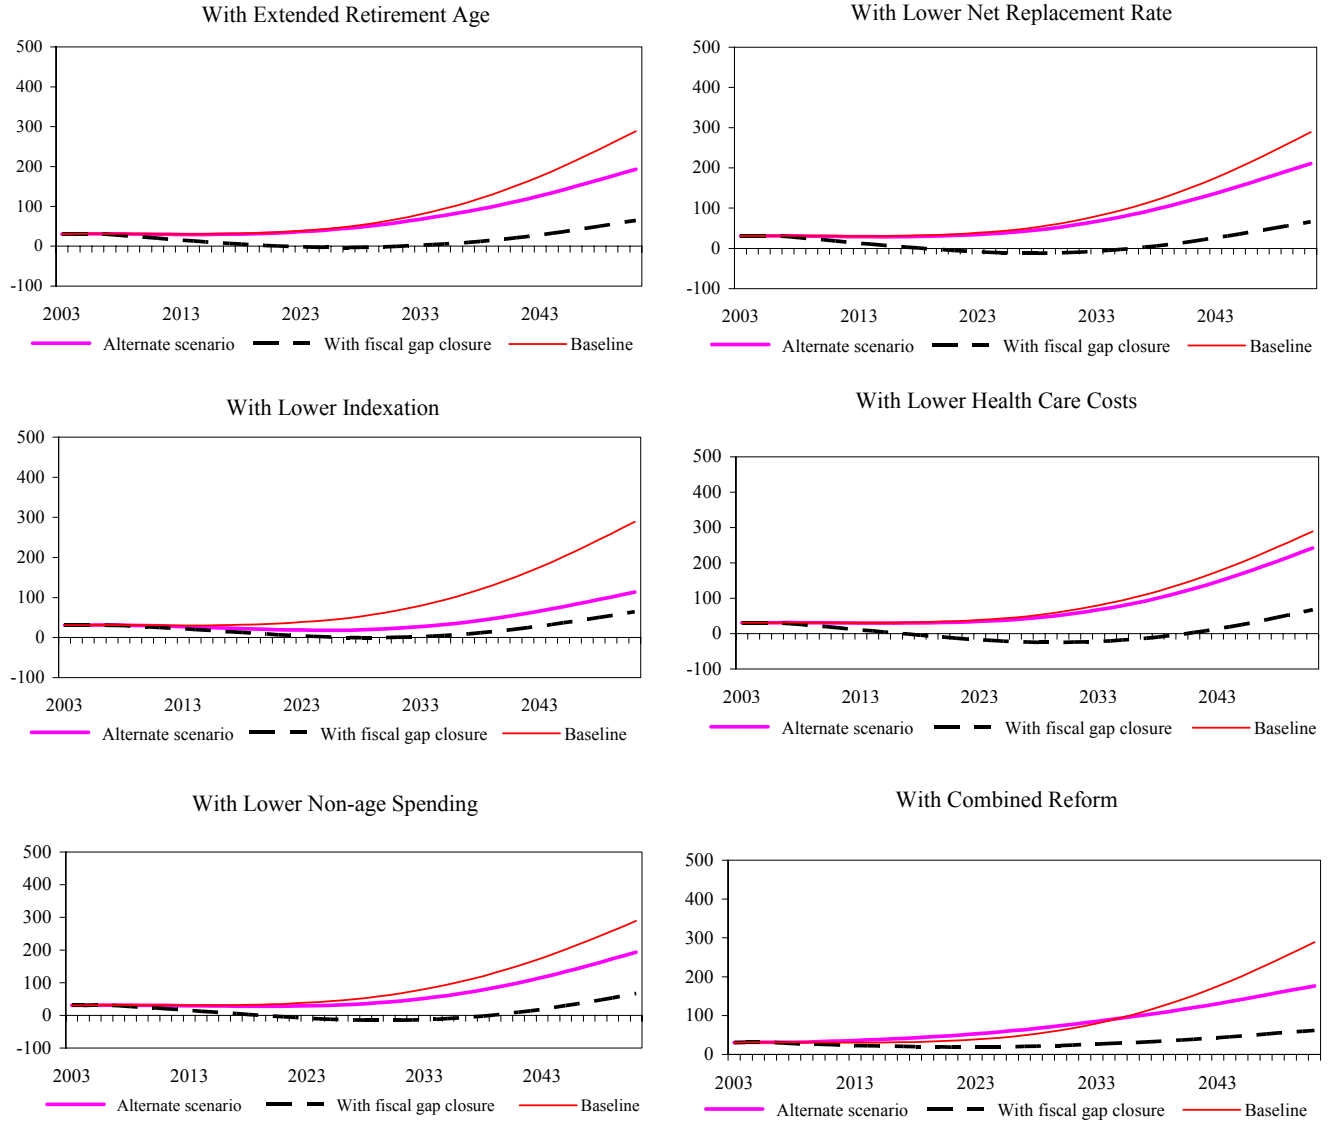 With Extended Retirement Age
500
400
300
200
100
0
-100
2003 2013 2023 2033 2043
Alternate scenario With fiscal gap closure Baseline
With Lower Net Replacement Rate
500
400
300
200
100
0
-100
2003 2013 2023 2033 2043
Alternate scenario With fiscal gap closure Baseline
With Lower Indexation
500
400
300
200
100
0
-100
2003 2013 2023 2033 2043
Alternate scenario With fiscal gap closure Baseline
With Lower Health Care Costs
500
400
300
200
100
0
-100
2003 2013 2023 2033 2043
Alternate scenario With fiscal gap closure Baseline
With Lower Non-age Spending
500
400
300
200
100
0
-100
2003 2013 2023 2033 2043
Alternate scenario With fiscal gap closure Baseline
With Combined Reform
500
400
300
200
100
0
2003 2013 2023 2033 2043
Alternate scenario With fiscal gap closure Baseline